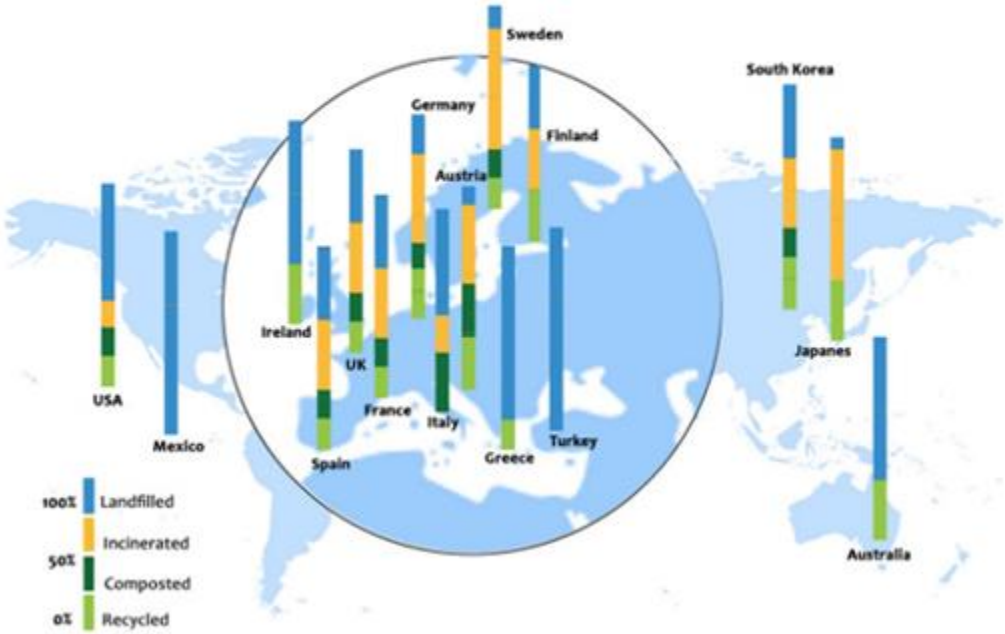 Sweden
South Korea
Germany
Finland
Austria
Ireland
Japanes
UK
USA
France
Italy
Turkey
Mexico
Greece
Spain
100% Landfilled
Incinerated
50%
Composted
0% Recycled
Australia